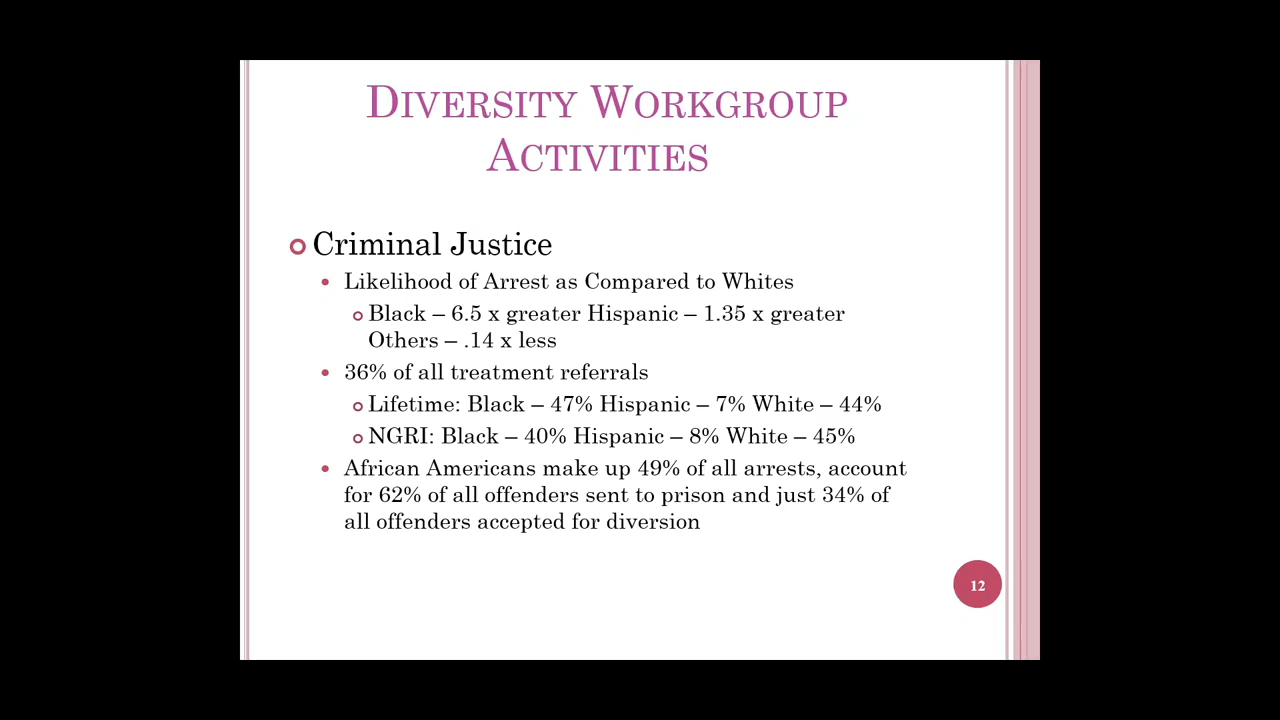 DIVERSITY WORKGROUP
ACTIVITIES
Criminal Justice
Likelihood of Arrest as Compared to Whites
Black – 6.5 x greater Hispanic – 1.35 x greater
Others – .14 x less
36% of all treatment referrals
Lifetime: Black – 47% Hispanic – 7% White – 44%
NGRI: Black – 40% Hispanic – 8% White – 45%
African Americans make up 49% of all arrests, account
for 62% of all offenders sent to prison and just 34% of
all offenders accepted for diversion
12